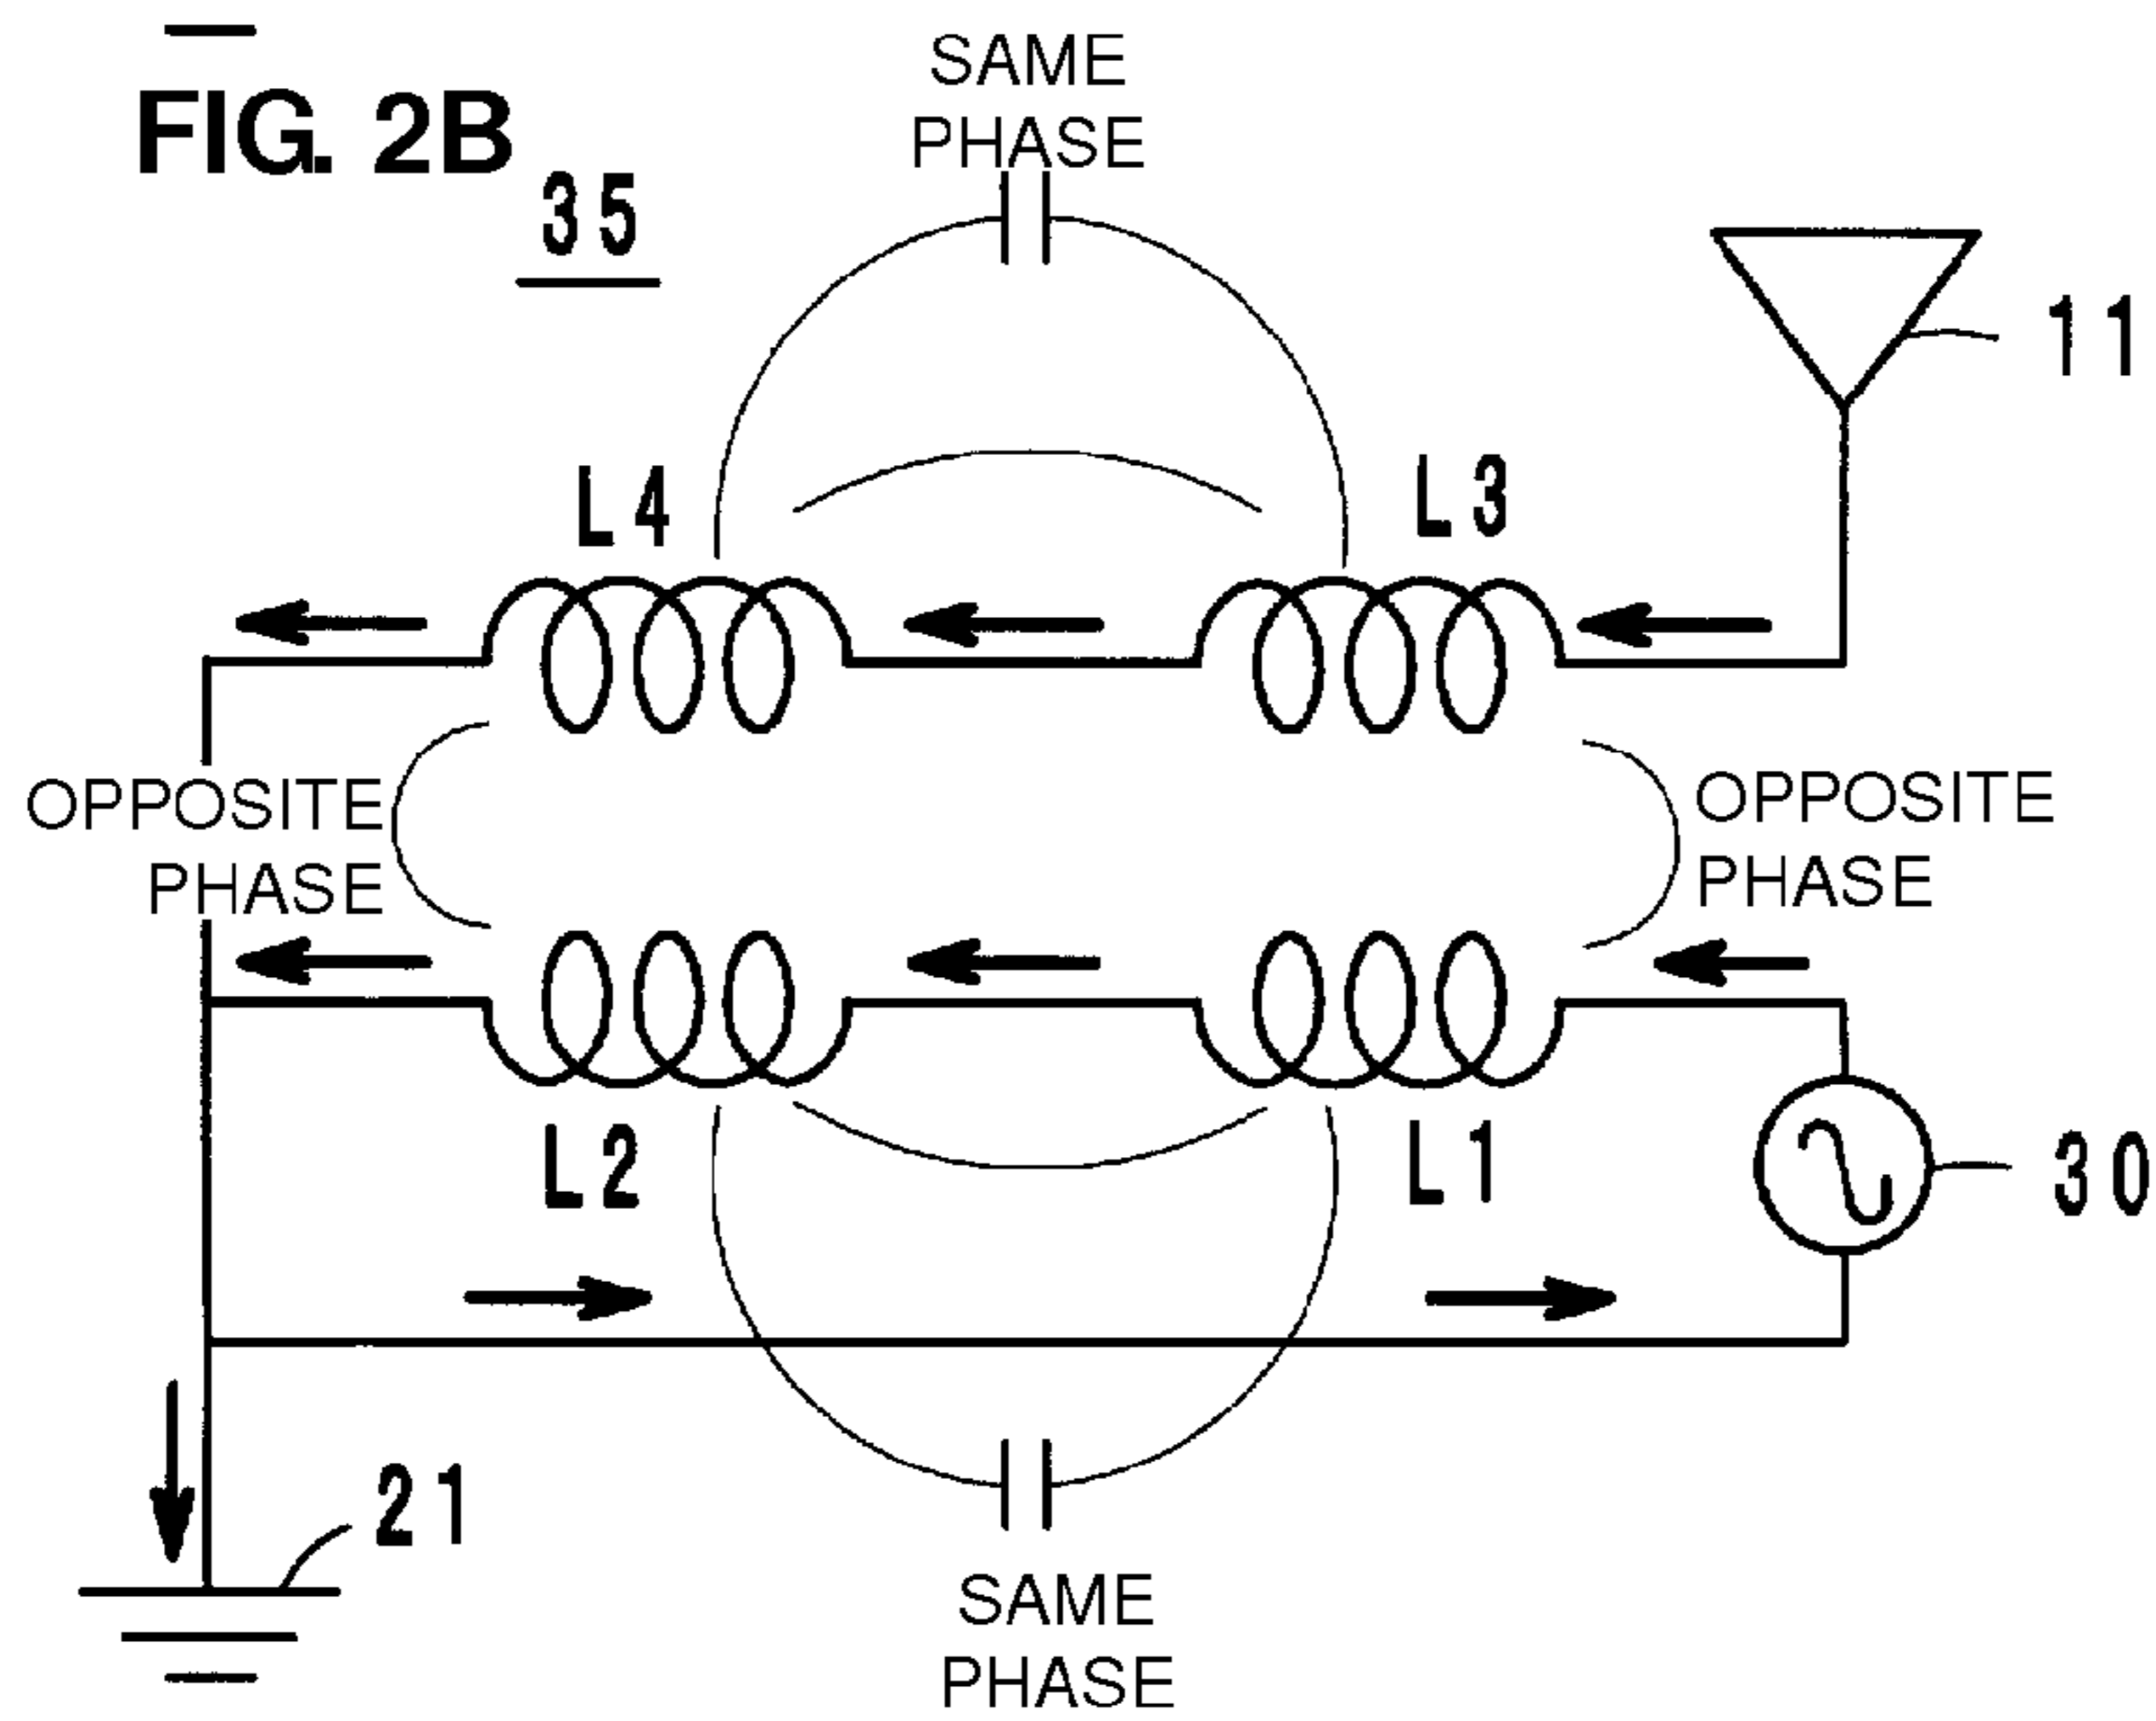 FIG. 2B
35
SAME
PHASE
11
L4
L3
OPPOSITE
PHASE
OPPOSITE
PHASE
L2
L1
30
21
SAME
PHASE